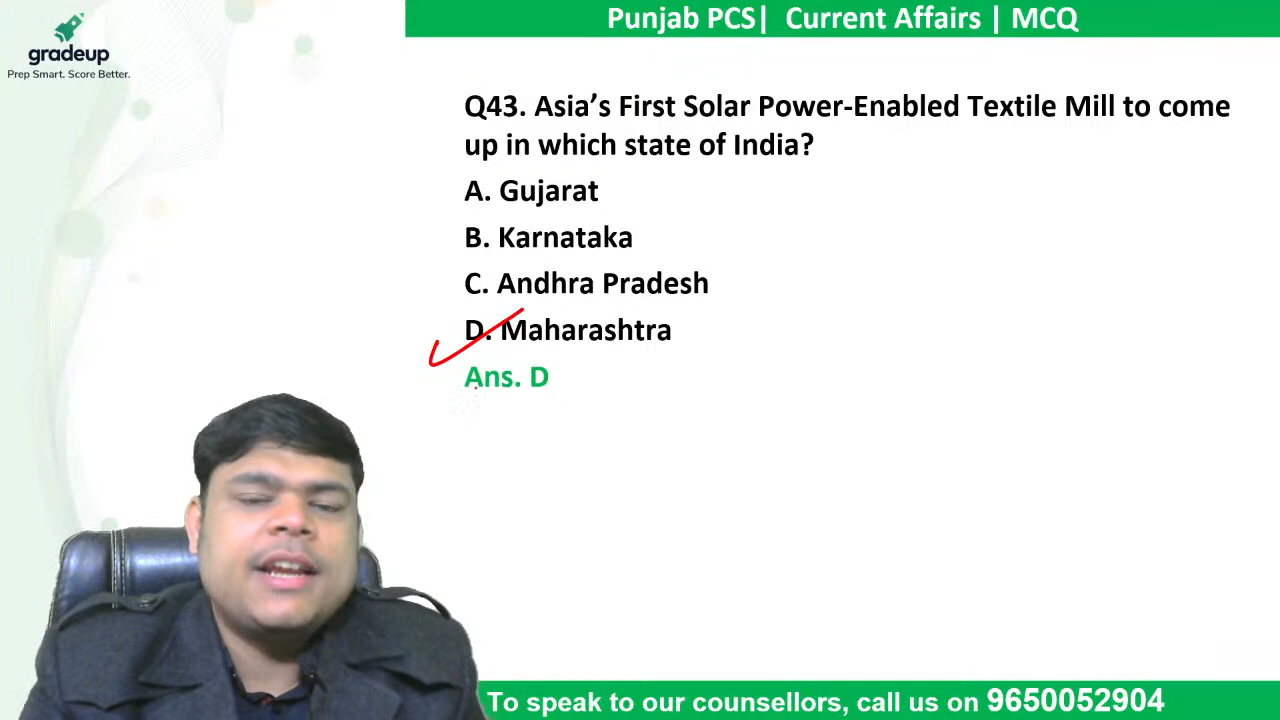 Punjab PCS| Current Affairs | MCQ
gradeup
Prep Smart. Score Better.
Q43. Asia’s First Solar Power-Enabled Textile Mill to come
up in which state of India?
A. Gujarat
B. Karnataka
C. Andhra Pradesh
D. Maharashtra
Ans. D
To speak to our counsellors, call us on 9650052904